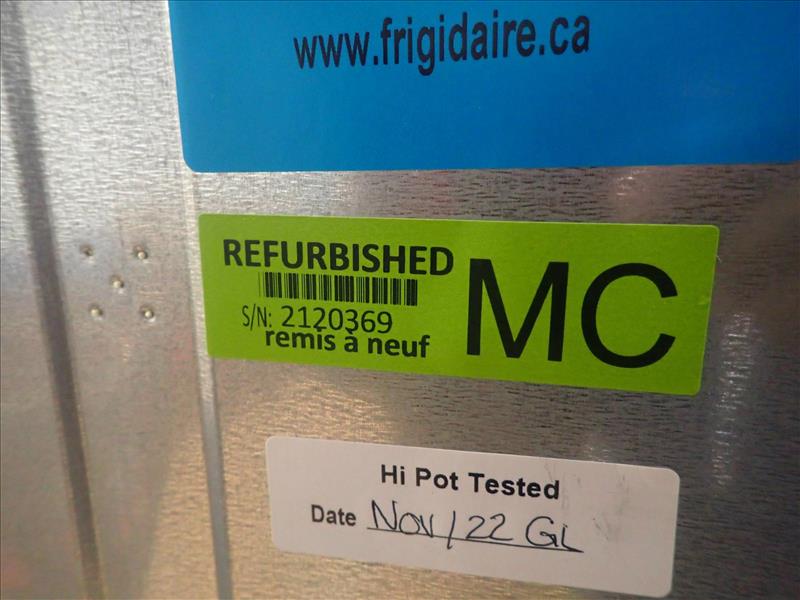 www.frigidaire.ca
REFURBISHED
S/N: 2120369
remis à neuf
MC
Hi Pot Tested
Date Nov/22 GL